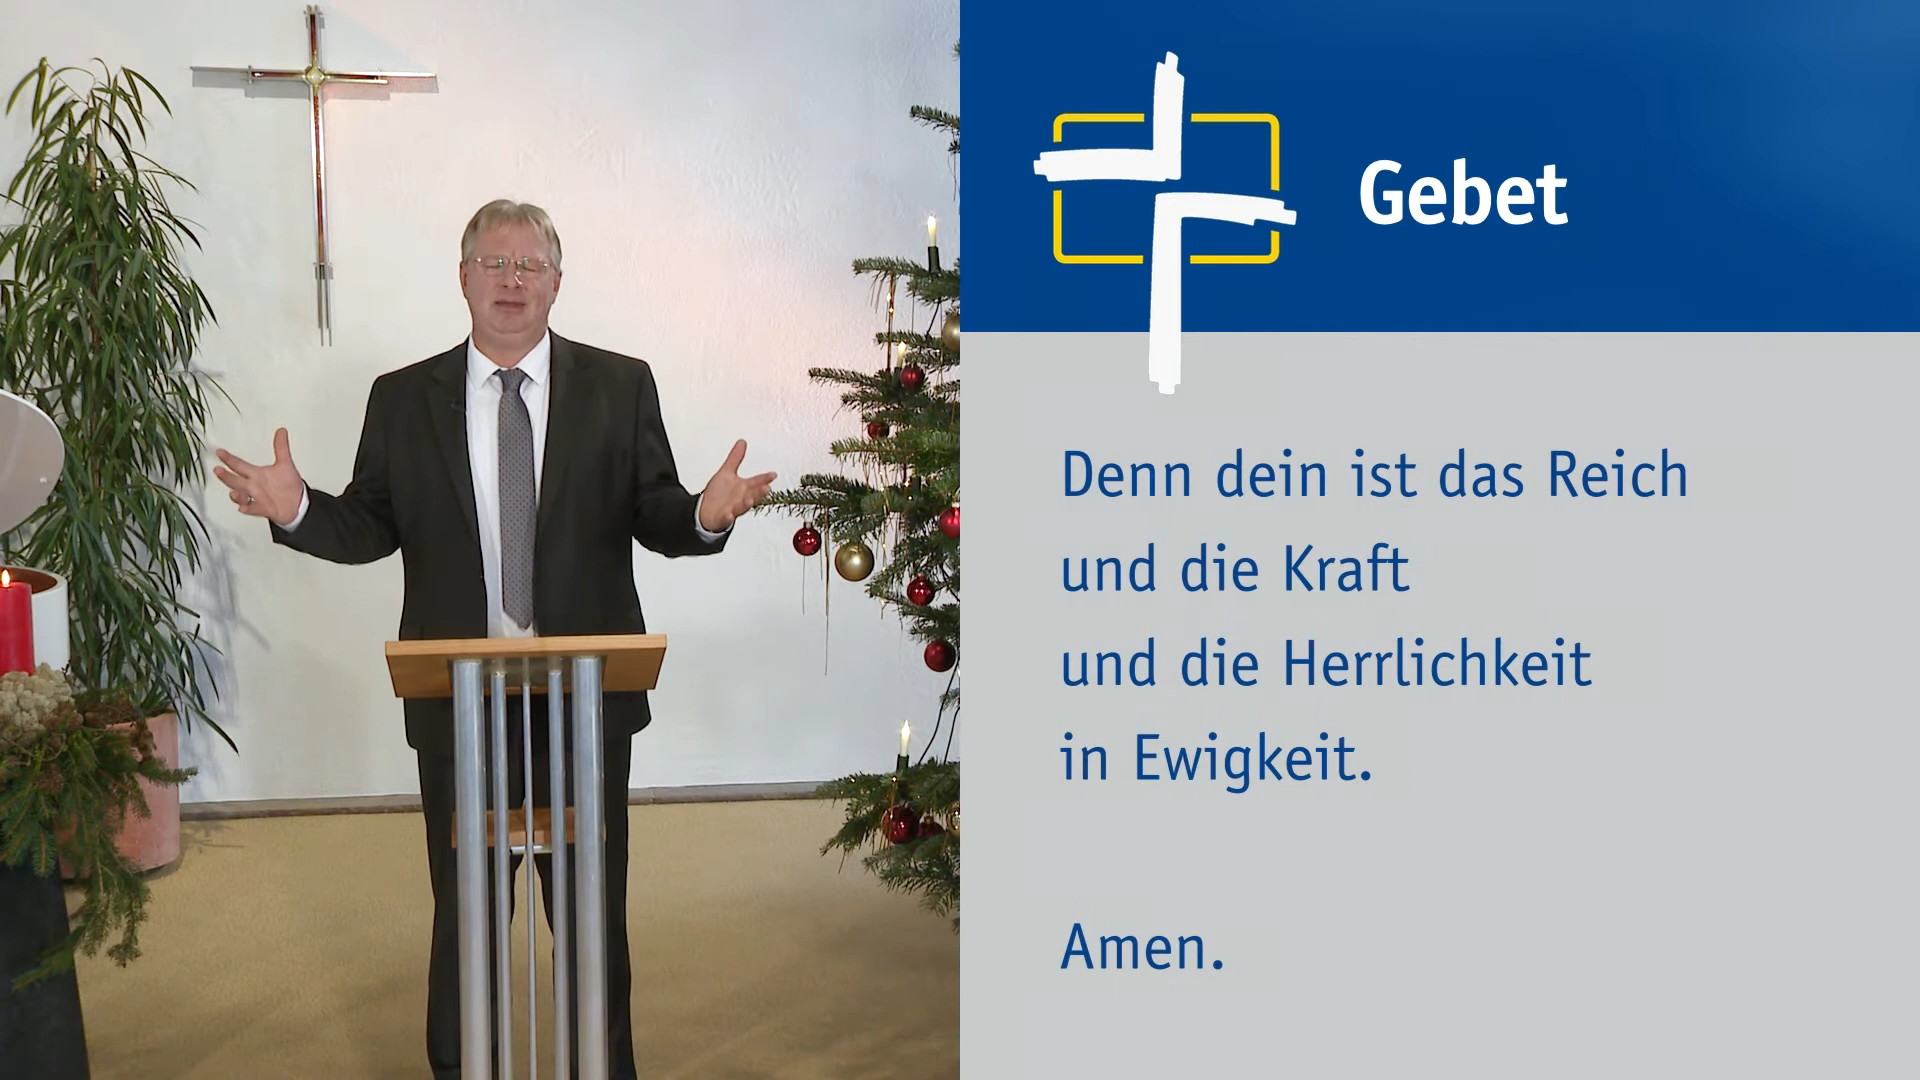 Gebet
Denn dein ist das Reich
und die Kraft
und die Herrlichkeit
in Ewigkeit.
Amen.